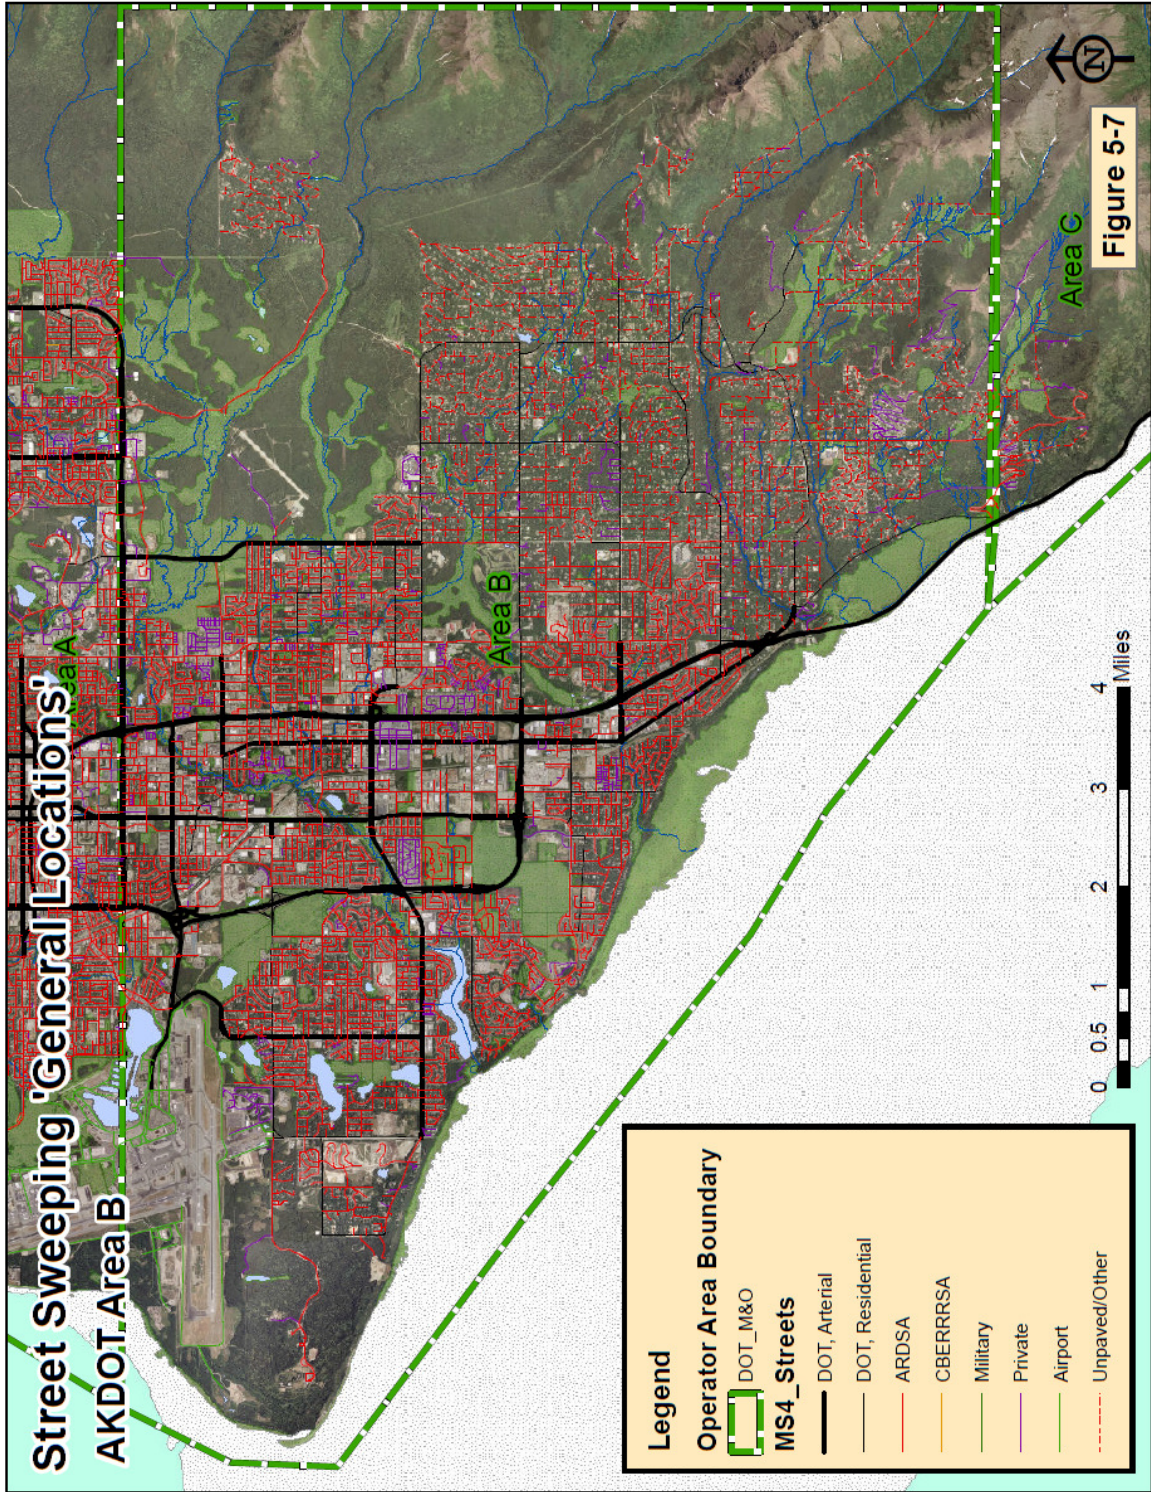 Street Sweeping 'General Locations'
AKDOT Area B
Area A
Area B
Area C
N
Figure 5-7
Legend
Operator Area Boundary
DOT_M&O
MS4_Streets
DOT, Arterial
DOT, Residential
ARDSA
CBERRRSA
Military
Private
Airport
Unpaved/Other
0 0.5 1 2 3 4
Miles